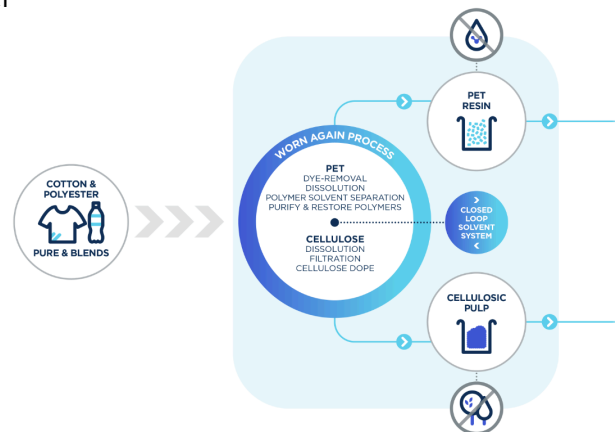 COTTON &
POLYESTER
PURE & BLENDS
WORN AGAIN PROCESS
PET
DYE-REMOVAL
DISSOLUTION
POLYMER SOLVENT SEPARATION
PURIFY & RESTORE POLYMERS
CELLULOSE
DISSOLUTION
FILTRATION
CELLULOSE DOPE
PET
RESIN
CLOSED
LOOP
SOLVENT
SYSTEM
CELLULOSIC
PULP